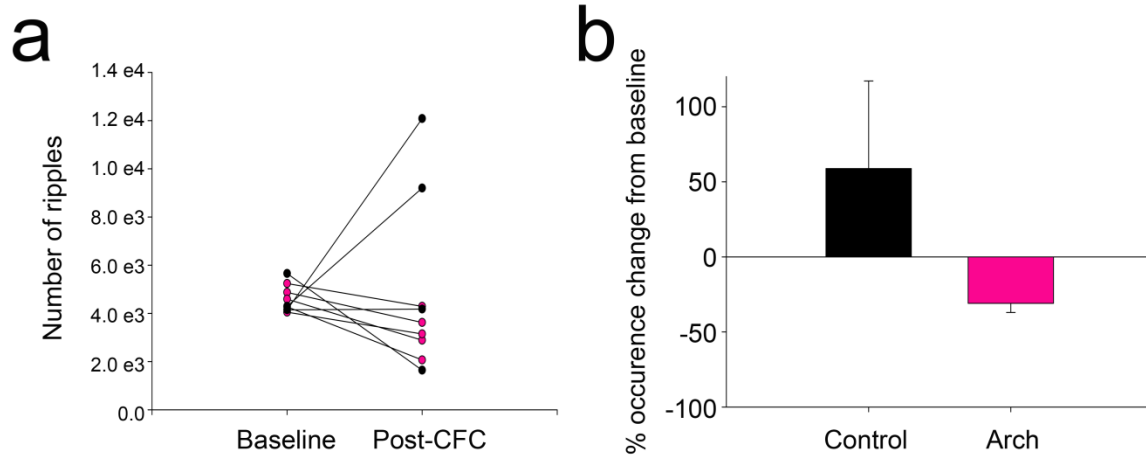 a
Number of ripples
1.4 e4
1.2 e4
1.0 e4
8.0 e3
6.0 e3
4.0 e3
2.0 e3
0.0
Baseline
Post-CFC
b
% occurence change from baseline
100
50
0
-50
-100
Control
Arch